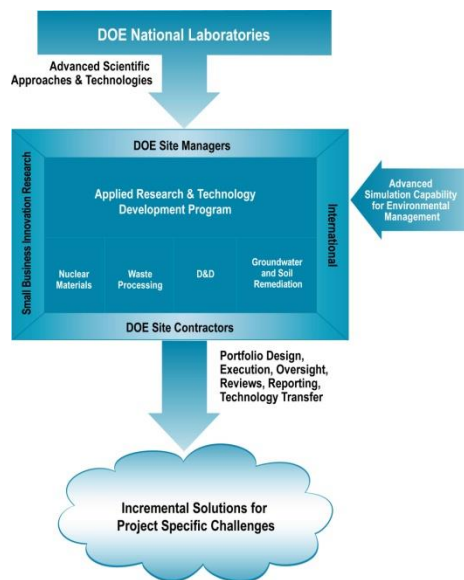 DOE National Laboratories
Advanced Scientific
Approaches & Technologies
DOE Site Managers
Small Business Innovation Research
Applied Research & Technology
Development Program
International
Advanced
Simulation Capability
for Environmental
Management
Nuclear
Materials
Waste
Processing
D&D
Groundwater
and Soil
Remediation
DOE Site Contractors
Portfolio Design,
Execution, Oversight,
Reviews, Reporting,
Technology Transfer
Incremental Solutions for
Project Specific Challenges